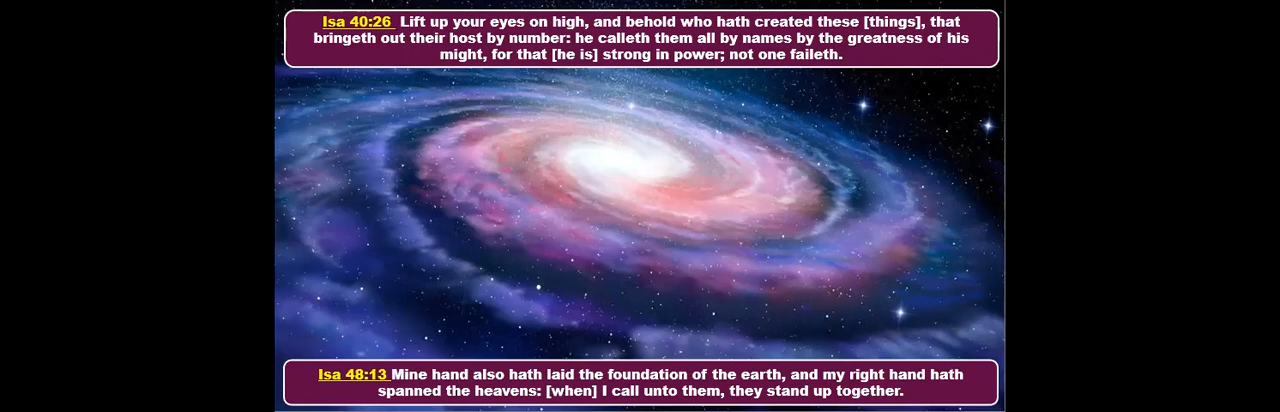 Isa 40:26 Lift up your eyes on high, and behold who hath created these [things], that
bringeth out their host by number: he calleth them all by names by the greatness of his
might, for that [he is] strong in power; not one faileth.
Isa 48:13 Mine hand also hath laid the foundation of the earth, and my right hand hath
spanned the heavens: [when] I call unto them, they stand up together.